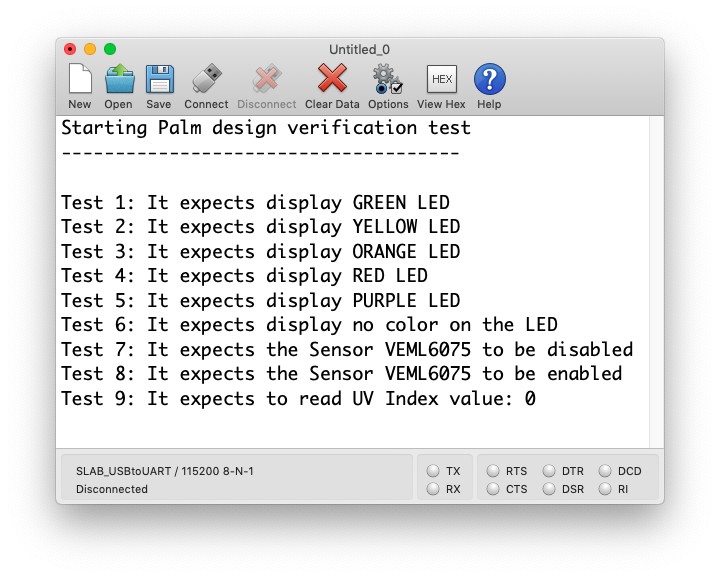 Untitled_0
New Open Save Connect Disconnect Clear Data Options View Hex Help
HEX
?
Starting Palm design verification test
-------------------------------------
Test 1: It expects display GREEN LED
Test 2: It expects display YELLOW LED
Test 3: It expects display ORANGE LED
Test 4: It expects display RED LED
Test 5: It expects display PURPLE LED
Test 6: It expects display no color on the LED
Test 7: It expects the Sensor VEML6075 to be disabled
Test 8: It expects the Sensor VEML6075 to be enabled
Test 9: It expects to read UV Index value: 0
SLAB_USBtoUART / 115200 8-N-1
Disconnected
TX RTS DTR DCD
RX CTS DSR RI